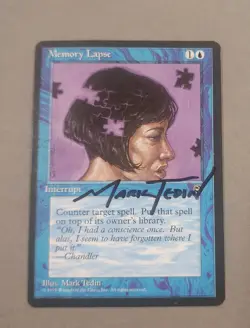 Memory Lapse 1
Interrupt
MARK TEDIN
Counter target spell. Put that spell
on top of its owner's library.
"Oh, I had a conscience once. But
alas, I seem to have forgotten where I
put it."
—Chandler
Illus. Mark Tedin